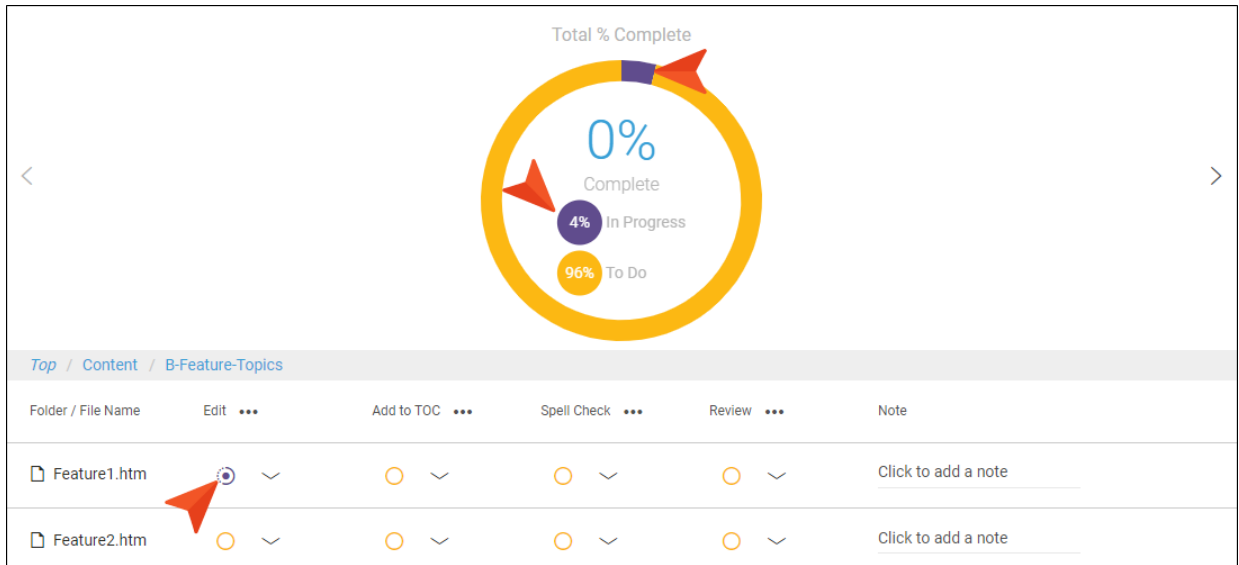 Total % Complete
0%
Complete
4% In Progress
96% To Do
Top / Content / B-Feature-Topics
Folder / File Name Edit ••• Add to TOC ••• Spell Check ••• Review ••• Note
Feature1.htm Click to add a note
Feature2.htm Click to add a note